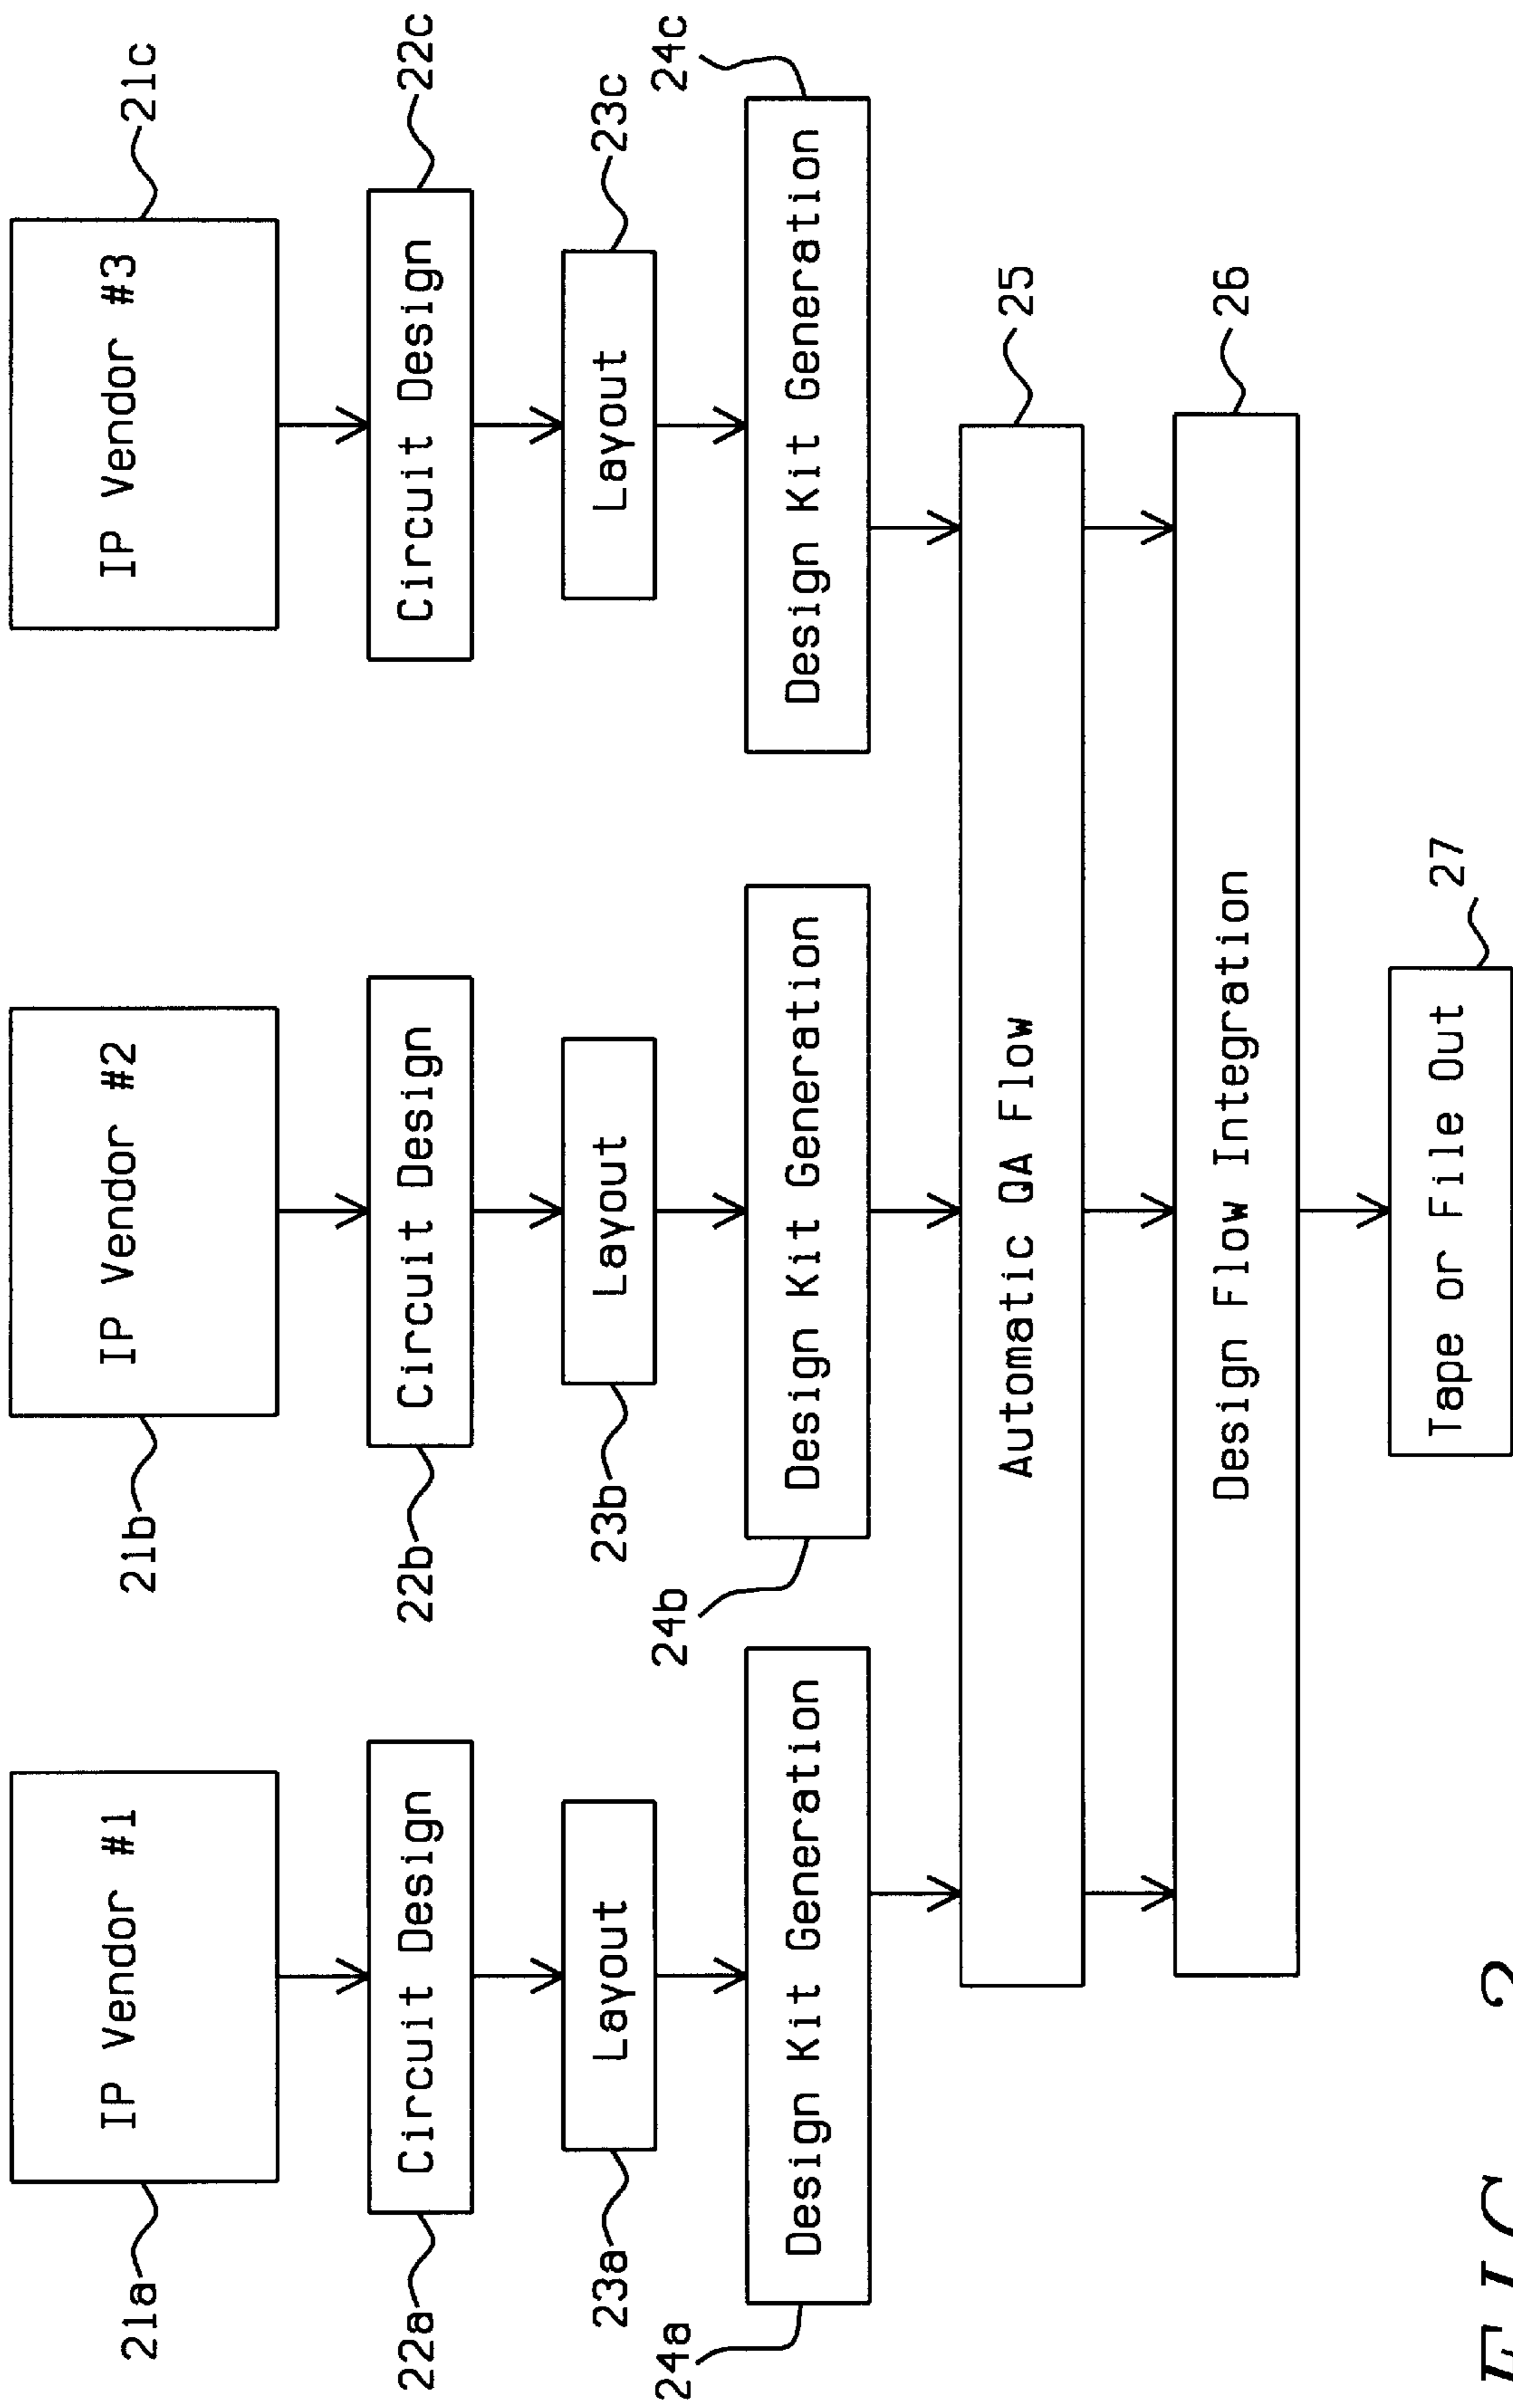 IP Vendor #1
21a
IP Vendor #2
21b
IP Vendor #3
21c
Circuit Design
22a
Circuit Design
22b
Circuit Design
22c
Layout
23a
Layout
23b
Layout
23c
Design Kit Generation
24a
Design Kit Generation
24b
Design Kit Generation
24c
Automatic QA Flow
25
Design Flow Integration
26
Tape or File Out
27
FIG. 2